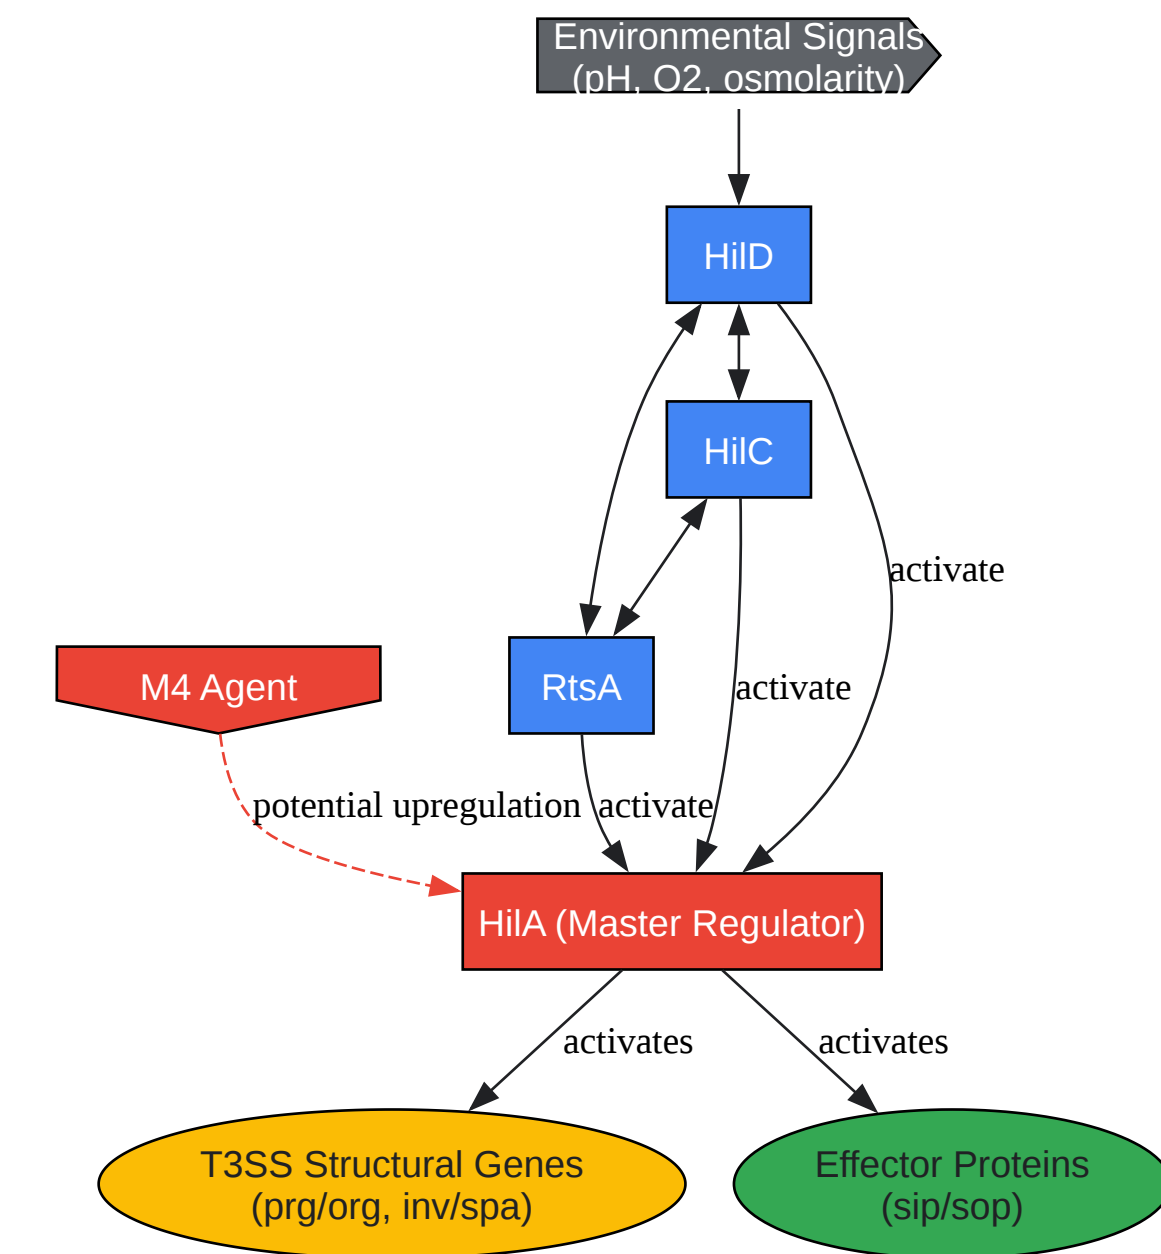 Environmental Signals
(pH, O2, osmolarity)
HilD
HilC
activate
RtsA
M4 Agent
activate
potential upregulation
activate
HilA (Master Regulator)
activates
activates
T3SS Structural Genes
(prg/org, inv/spa)
Effector Proteins
(sip/sop)